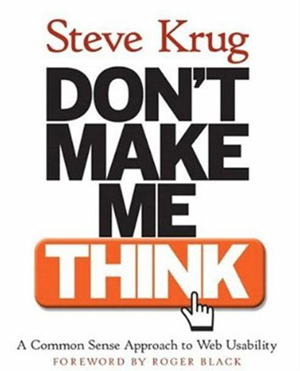 Steve Krug
DON'T
MAKE
ME
THINK
A Common Sense Approach to Web Usability
FOREWORD BY ROGER BLACK